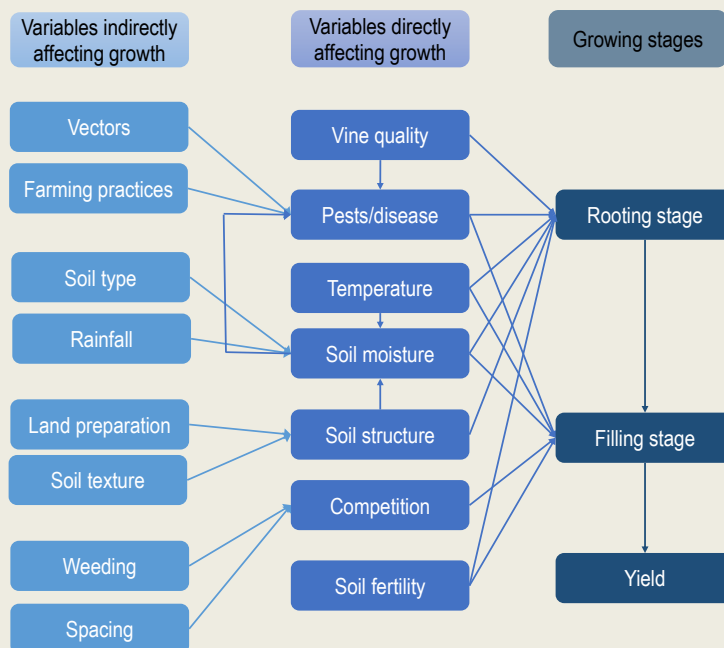 Variables indirectly
affecting growth
Variables directly
affecting growth
Growing stages
Vectors
Farming practices
Soil type
Rainfall
Land preparation
Soil texture
Weeding
Spacing
Vine quality
Pests/disease
Temperature
Soil moisture
Soil structure
Competition
Soil fertility
Rooting stage
Filling stage
Yield